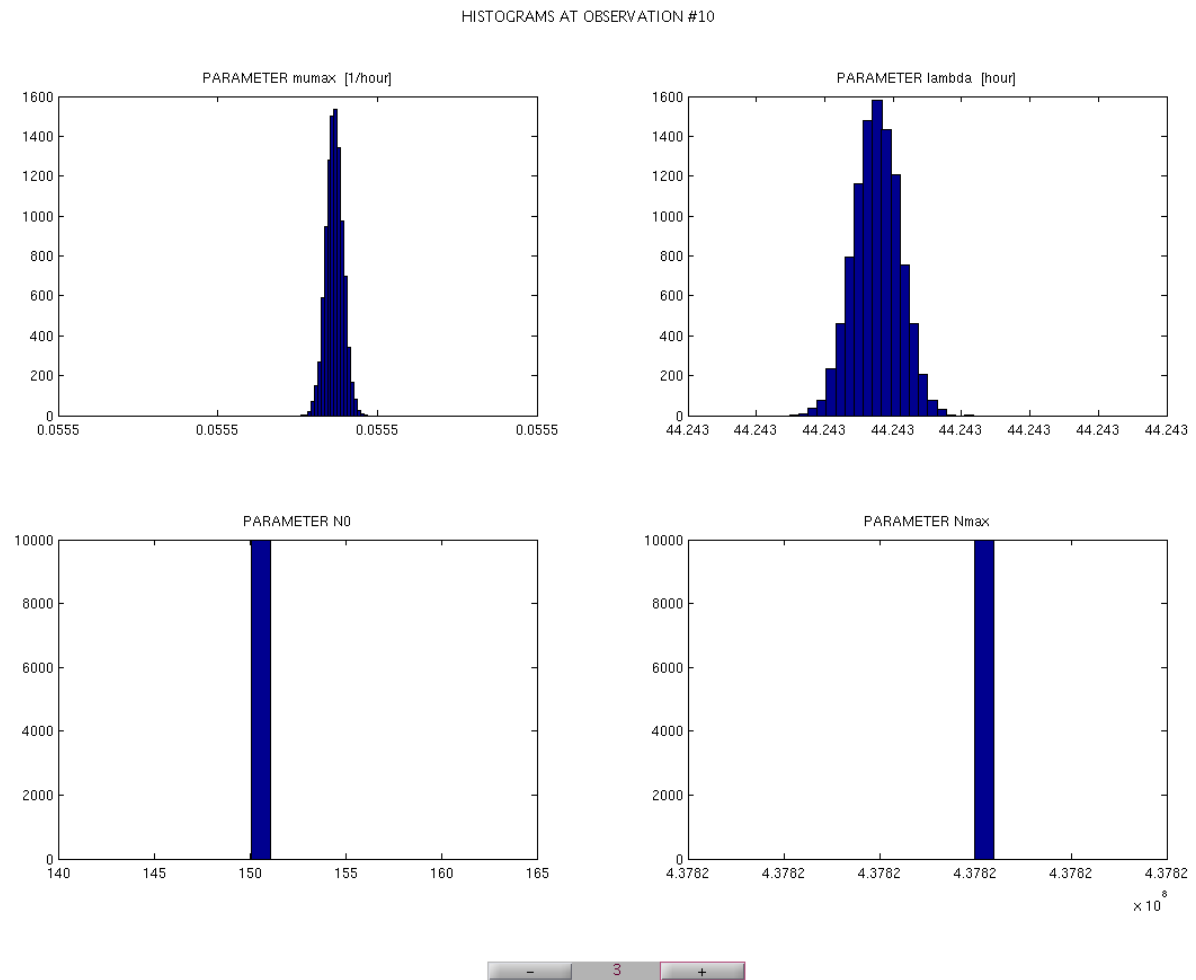 HISTOGRAMS AT OBSERVATION #10
PARAMETER mumax [1/hour]
1600
1400
1200
1000
800
600
400
200
0
0.0555 0.0555 0.0555 0.0555
PARAMETER lambda [hour]
1600
1400
1200
1000
800
600
400
200
0
44.243 44.243 44.243 44.243 44.243 44.243 44.243 44.243
PARAMETER N0
10000
8000
6000
4000
2000
0
140 145 150 155 160 165
PARAMETER Nmax
10000
8000
6000
4000
2000
0
4.3782 4.3782 4.3782 4.3782 4.3782 4.3782
x 10^8
- 3 +